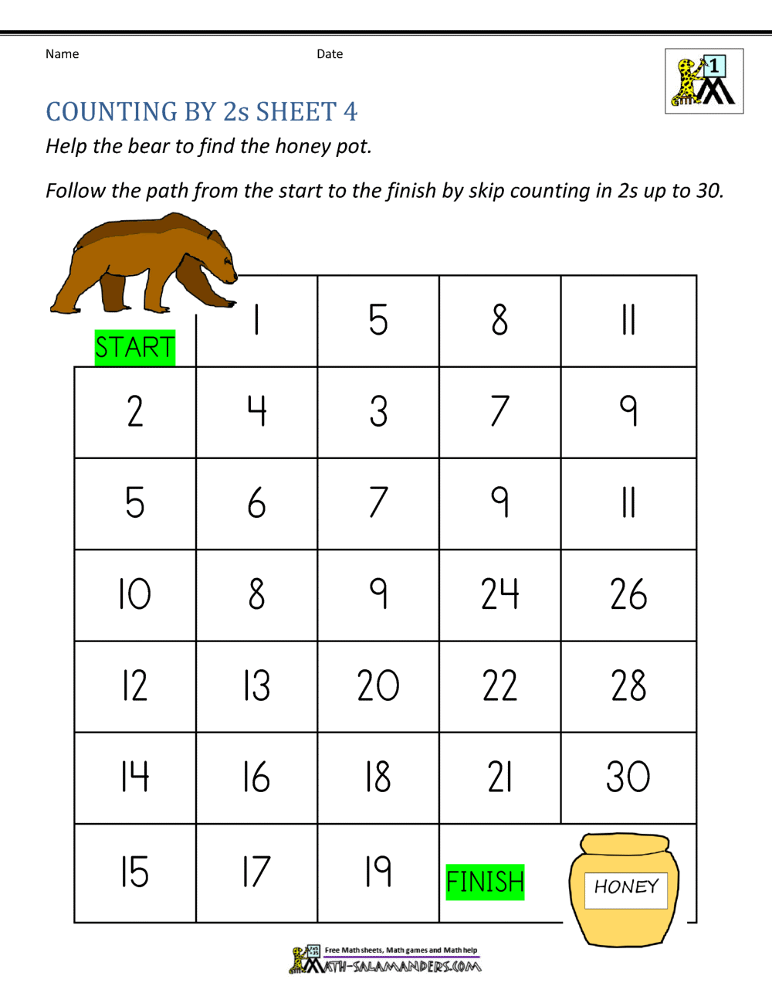 Name Date
1
COUNTING BY 2s SHEET 4
Help the bear to find the honey pot.
Follow the path from the start to the finish by skip counting in 2s up to 30.
START 1 5 8 11
2 4 3 7 9
5 6 7 9 11
10 8 9 24 26
12 13 20 22 28
14 16 18 21 30
15 17 19 FINISH HONEY
Free Math sheets, Math games and Math help
MATH-SALAMANDERS.COM